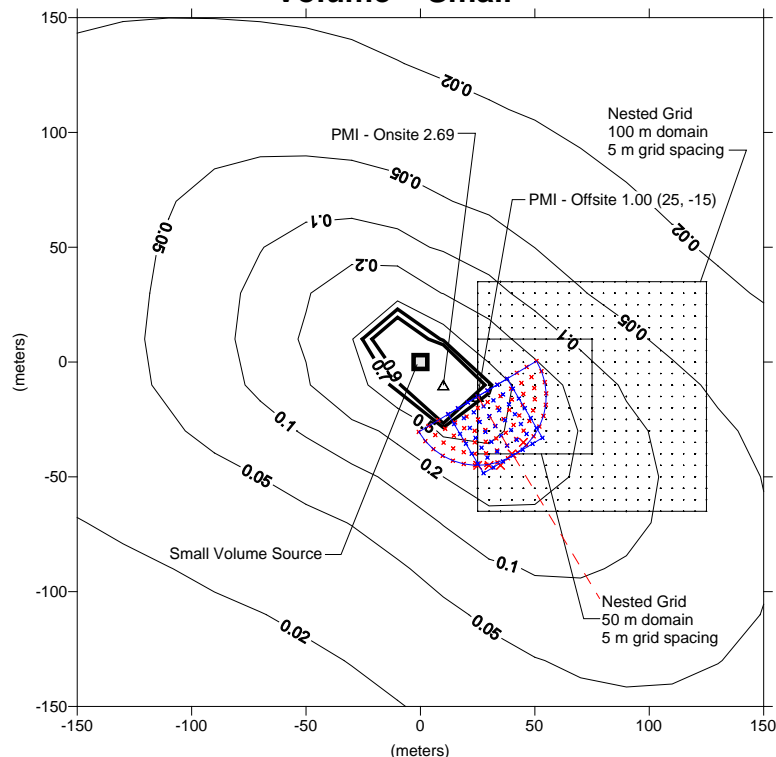 Volume - Small
150
100
50
0
-50
-100
-150
-150
-100
-50
0
50
100
150
(meters)
(meters)
Nested Grid
100 m domain
5 m grid spacing
PMI - Onsite 2.69
PMI - Offsite 1.00 (25, -15)
Small Volume Source
Nested Grid
50 m domain
5 m grid spacing
0.02
0.02
0.05
0.05
0.05
0.1
0.1
0.2
0.9
0.7
0.2
0.1
0.1
0.05
0.05
0.02